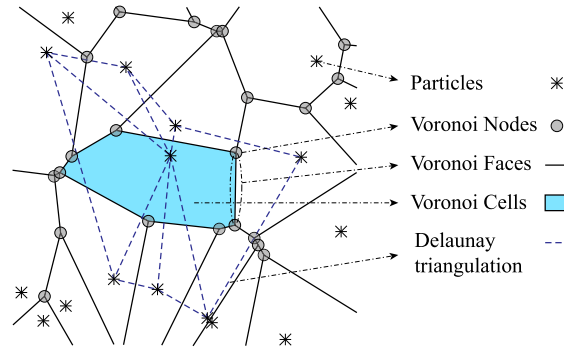 Particles
Voronoi Nodes
Voronoi Faces
Voronoi Cells
Delaunay
triangulation